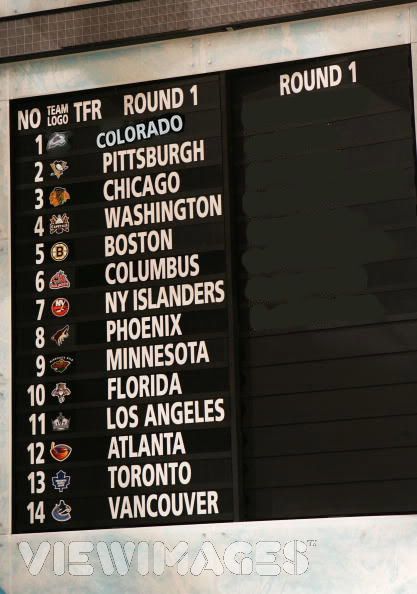 NO TEAM LOGO TFR ROUND 1 ROUND 1
1 COLORADO
2 PITTSBURGH
3 CHICAGO
4 WASHINGTON
5 BOSTON
6 COLUMBUS
7 NY ISLANDERS
8 PHOENIX
9 MINNESOTA
10 FLORIDA
11 LOS ANGELES
12 ATLANTA
13 TORONTO
14 VANCOUVER
VIEWIMAGES™